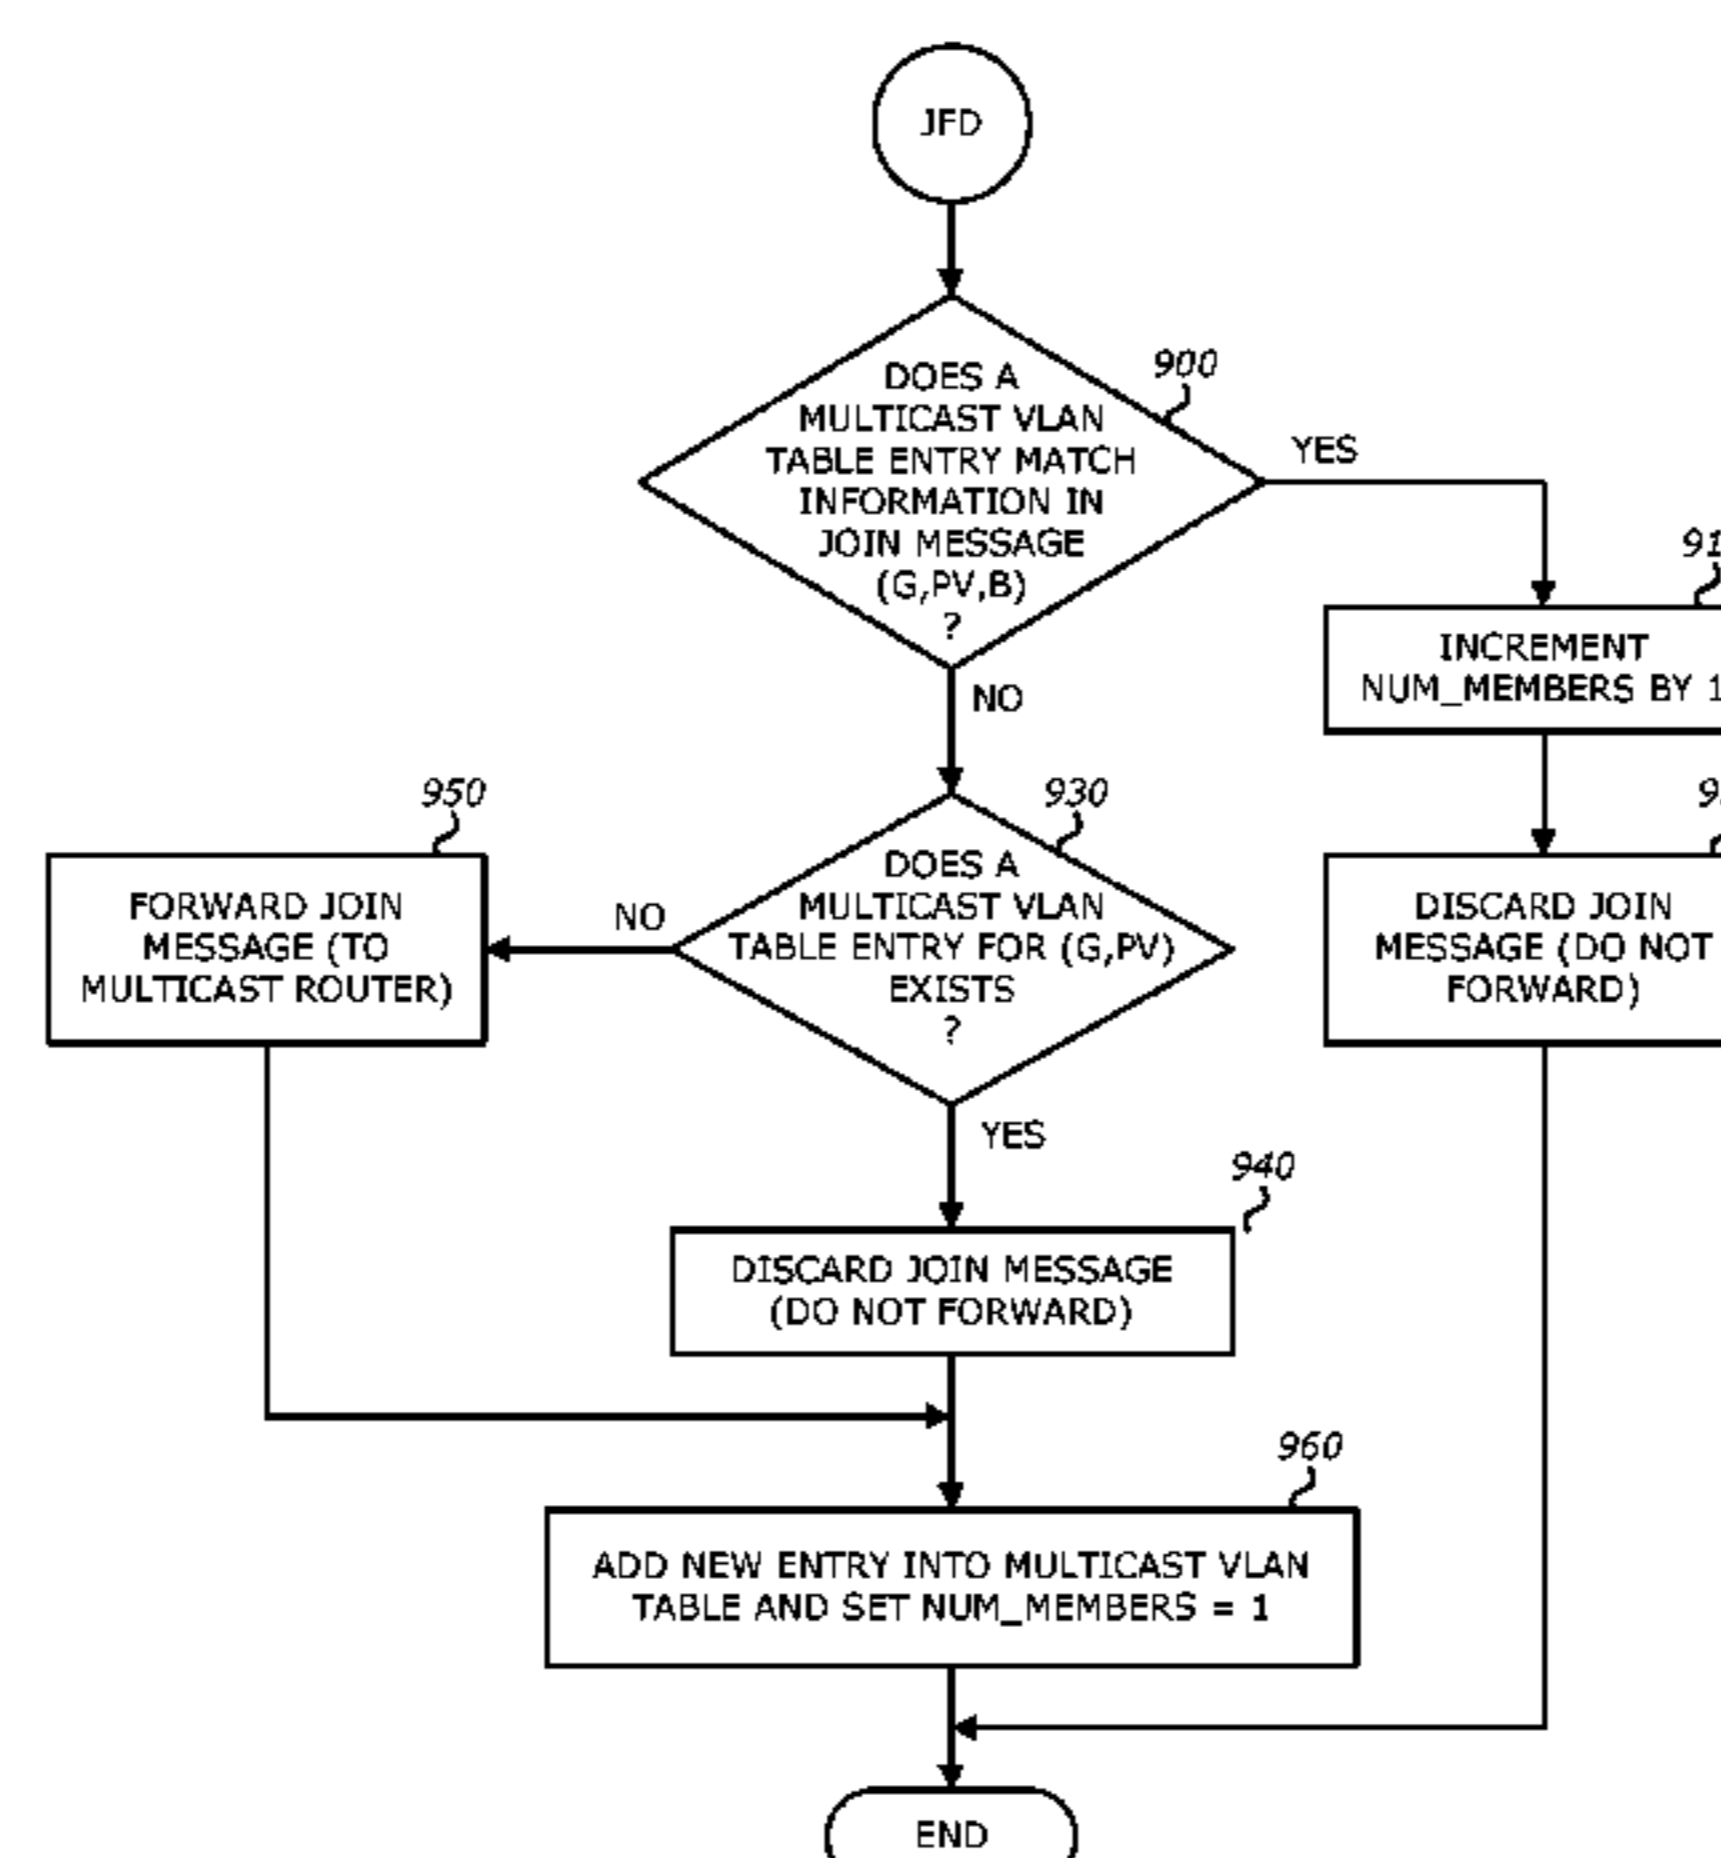 JFD
900
DOES A
MULTICAST VLAN
TABLE ENTRY MATCH
INFORMATION IN
JOIN MESSAGE
(G,PV,B)
?
YES
NO
INCREMENT
NUM_MEMBERS BY 1
930
DOES A
MULTICAST VLAN
TABLE ENTRY FOR (G,PV)
EXISTS
?
NO
YES
950
FORWARD JOIN
MESSAGE (TO
MULTICAST ROUTER)
DISCARD JOIN
MESSAGE (DO NOT
FORWARD)
940
DISCARD JOIN MESSAGE
(DO NOT FORWARD)
960
ADD NEW ENTRY INTO MULTICAST VLAN
TABLE AND SET NUM_MEMBERS = 1
END